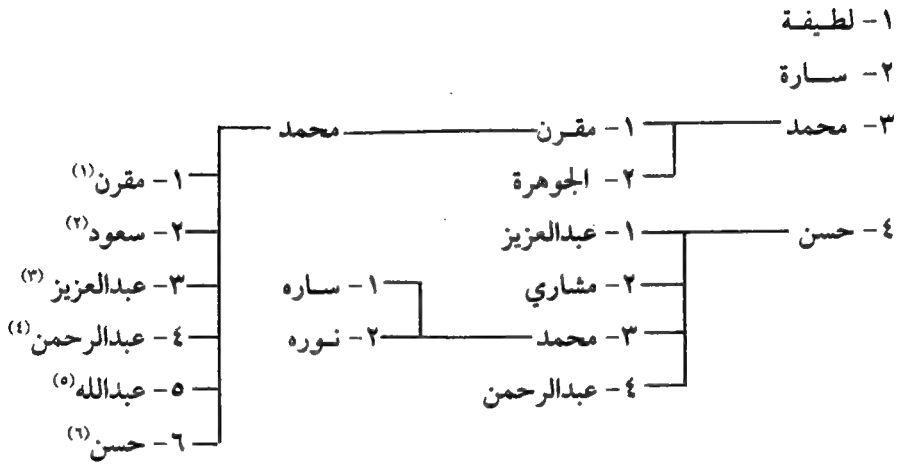 ١- لطيفة
٢- سارة
٣- محمد ١- مقرن محمد
٢- الجوهرة ١- مقرن(١)
٤- حسن ١- عبدالعزيز ٢- سعود(٢)
٢- مشاري ١- ساره ٣- عبدالعزيز(٣)
٣- محمد ٢- نوره ٤- عبدالرحمن(٤)
٤- عبدالرحمن ٥- عبدالله(٥)
٦- حسن(٦)